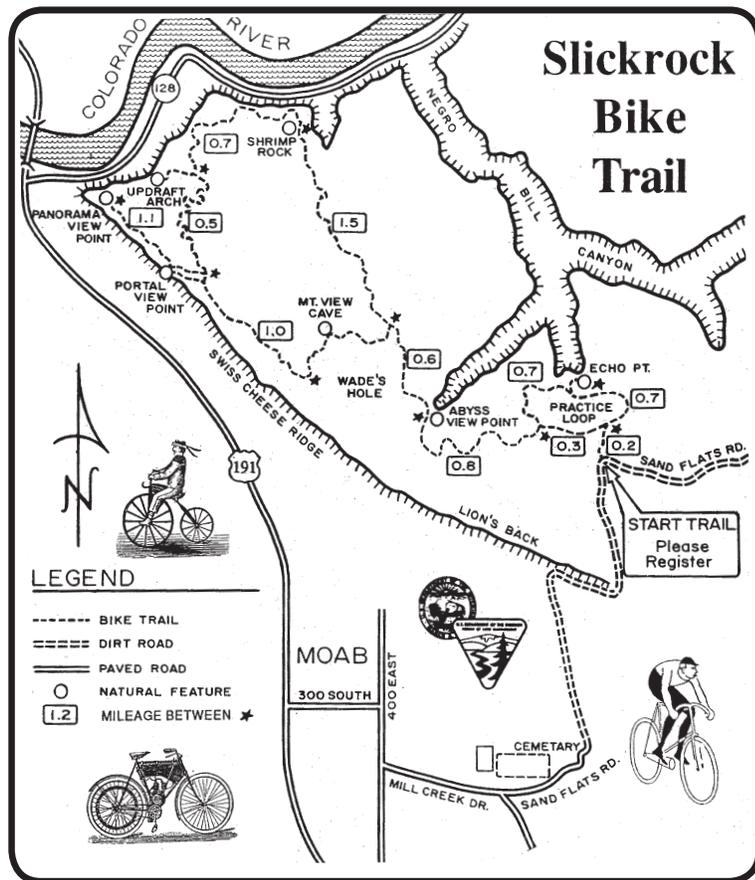 Slickrock
Bike
Trail
COLORADO
RIVER
128
NEGRO
BILL
CANYON
0.7
SHRIMP
ROCK
UPDRAFT
ARCH
PANORAMA
VIEW
POINT
1.1
0.5
1.5
PORTAL
VIEW
POINT
MT. VIEW
CAVE
1.0
WADE'S
HOLE
0.6
ECHO PT.
0.7
0.7
PRACTICE
LOOP
ABYSS
VIEW POINT
0.3
0.2
0.8
SAND FLATS RD.
SWISS CHEESE RIDGE
191
LION'S BACK
START TRAIL
Please
Register
N
LEGEND
BIKE TRAIL
DIRT ROAD
PAVED ROAD
NATURAL FEATURE
1.2 MILEAGE BETWEEN
MOAB
300 SOUTH
400 EAST
CEMETARY
MILL CREEK DR.
SAND FLATS RD.